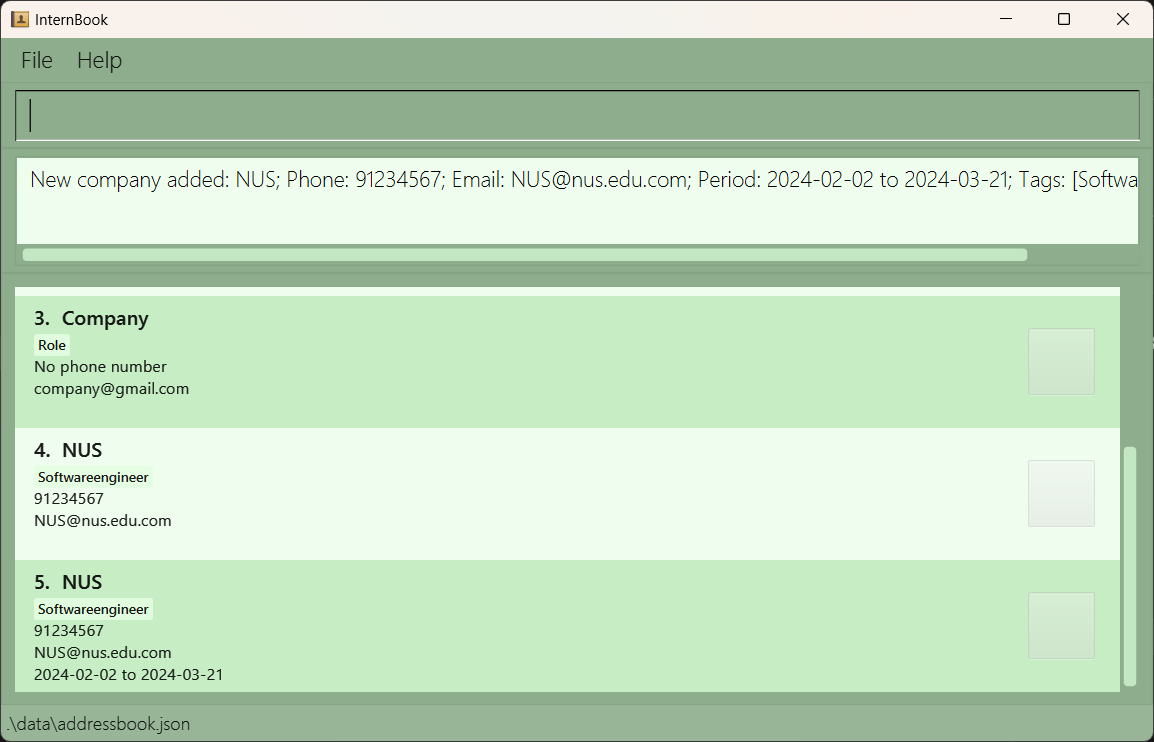 InternBook
File Help
New company added: NUS; Phone: 91234567; Email: NUS@nus.edu.com; Period: 2024-02-02 to 2024-03-21; Tags: [Softwa
3. Company
Role
No phone number
company@gmail.com
4. NUS
Softwareengineer
91234567
NUS@nus.edu.com
5. NUS
Softwareengineer
91234567
NUS@nus.edu.com
2024-02-02 to 2024-03-21
.\data\addressbook.json